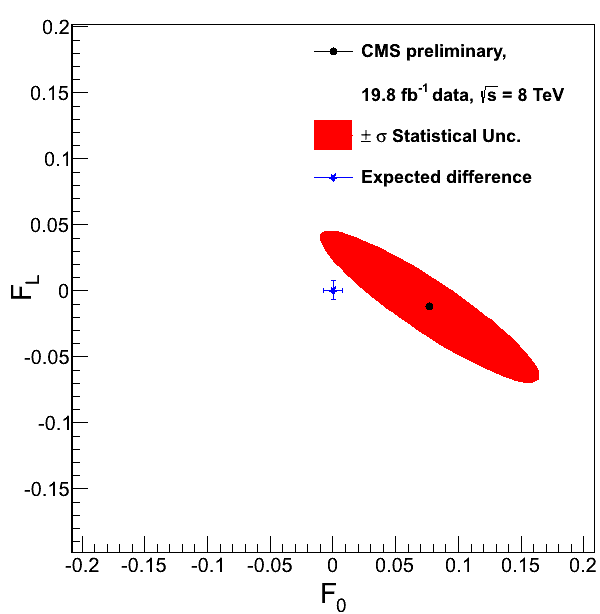 0.2
CMS preliminary,
19.8 fb⁻¹ data, √s = 8 TeV
0.15
± σ Statistical Unc.
0.1
Expected difference
0.05
0
F_L
-0.05
-0.1
-0.15
-0.2 -0.15 -0.1 -0.05 0 0.05 0.1 0.15 0.2
F₀